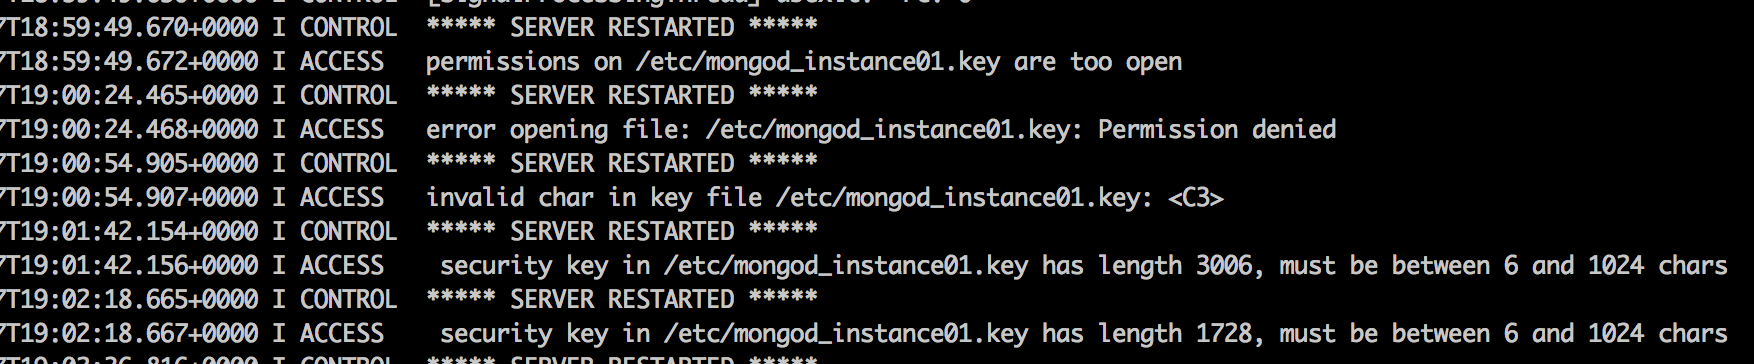 7T18:59:49.670+0000 I CONTROL  ***** SERVER RESTARTED *****
7T18:59:49.672+0000 I ACCESS   permissions on /etc/mongod_instance01.key are too open
7T19:00:24.465+0000 I CONTROL  ***** SERVER RESTARTED *****
7T19:00:24.468+0000 I ACCESS   error opening file: /etc/mongod_instance01.key: Permission denied
7T19:00:54.905+0000 I CONTROL  ***** SERVER RESTARTED *****
7T19:00:54.907+0000 I ACCESS   invalid char in key file /etc/mongod_instance01.key: <C3>
7T19:01:42.154+0000 I CONTROL  ***** SERVER RESTARTED *****
7T19:01:42.156+0000 I ACCESS    security key in /etc/mongod_instance01.key has length 3006, must be between 6 and 1024 chars
7T19:02:18.665+0000 I CONTROL  ***** SERVER RESTARTED *****
7T19:02:18.667+0000 I ACCESS    security key in /etc/mongod_instance01.key has length 1728, must be between 6 and 1024 chars
I CONTROL  ***** SERVER RESTARTED *****